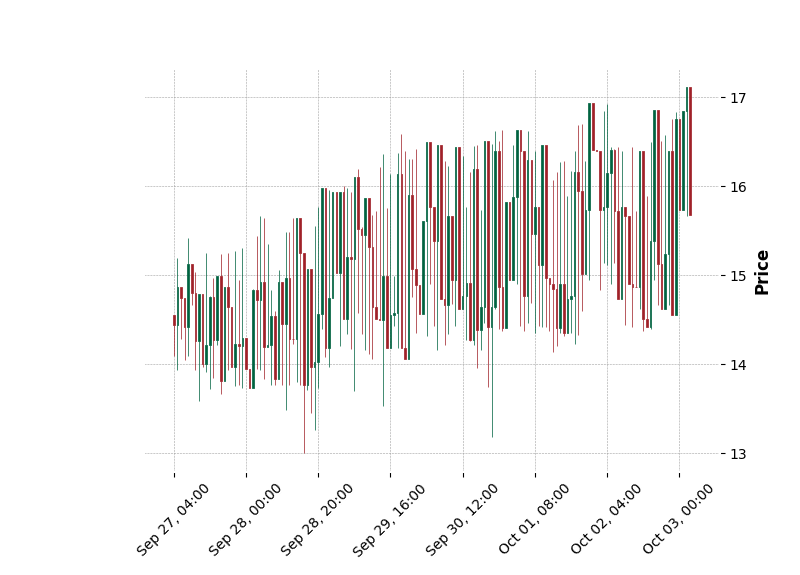 17
16
15
14
13
Price
Sep 27, 04:00
Sep 28, 00:00
Sep 28, 20:00
Sep 29, 16:00
Sep 30, 12:00
Oct 01, 08:00
Oct 02, 04:00
Oct 03, 00:00